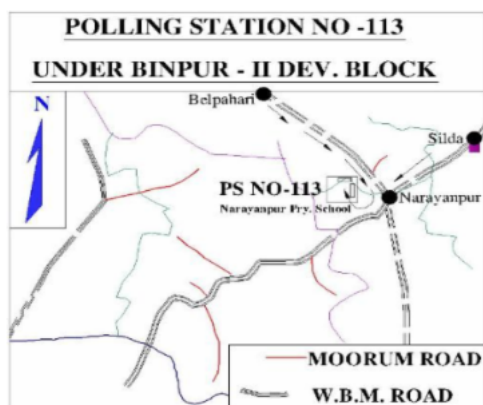 POLLING STATION NO -113
UNDER BINPUR - II DEV. BLOCK
N
Belpahari
Silda
PS NO-113
Narayanpur
Narayanpur Pry. School
MOORUM ROAD
W.B.M. ROAD